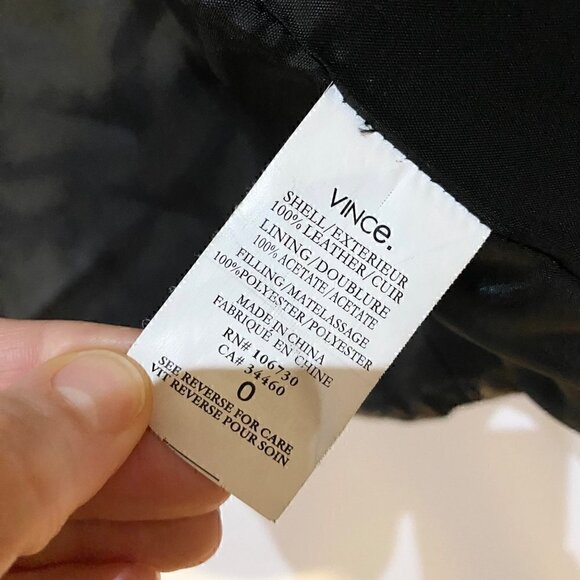 VINCe.
SHELL/EXTERIEUR
100% LEATHER/CUIR
LINING/DOUBLURE
100% ACETATE/ACETATE
FILLING/MATELASSAGE
100%POLYESTER/POLYESTER
MADE IN CHINA
FABRIQUÉ EN CHINE
RN# 106730
CA# 34460
0
SEE REVERSE FOR CARE
VIT REVERSE POUR SOIN